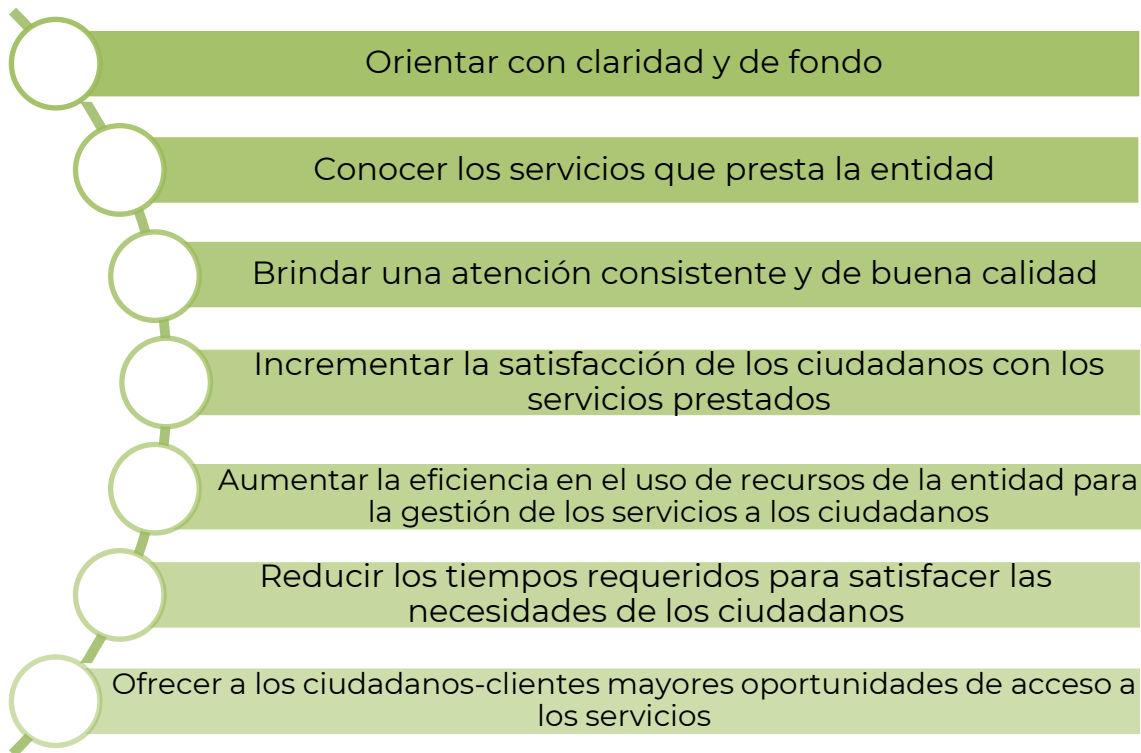 Orientar con claridad y de fondo
Conocer los servicios que presta la entidad
Brindar una atención consistente y de buena calidad
Incrementar la satisfacción de los ciudadanos con los
servicios prestados
Aumentar la eficiencia en el uso de recursos de la entidad para
la gestión de los servicios a los ciudadanos
Reducir los tiempos requeridos para satisfacer las
necesidades de los ciudadanos
Ofrecer a los ciudadanos-clientes mayores oportunidades de acceso a
los servicios